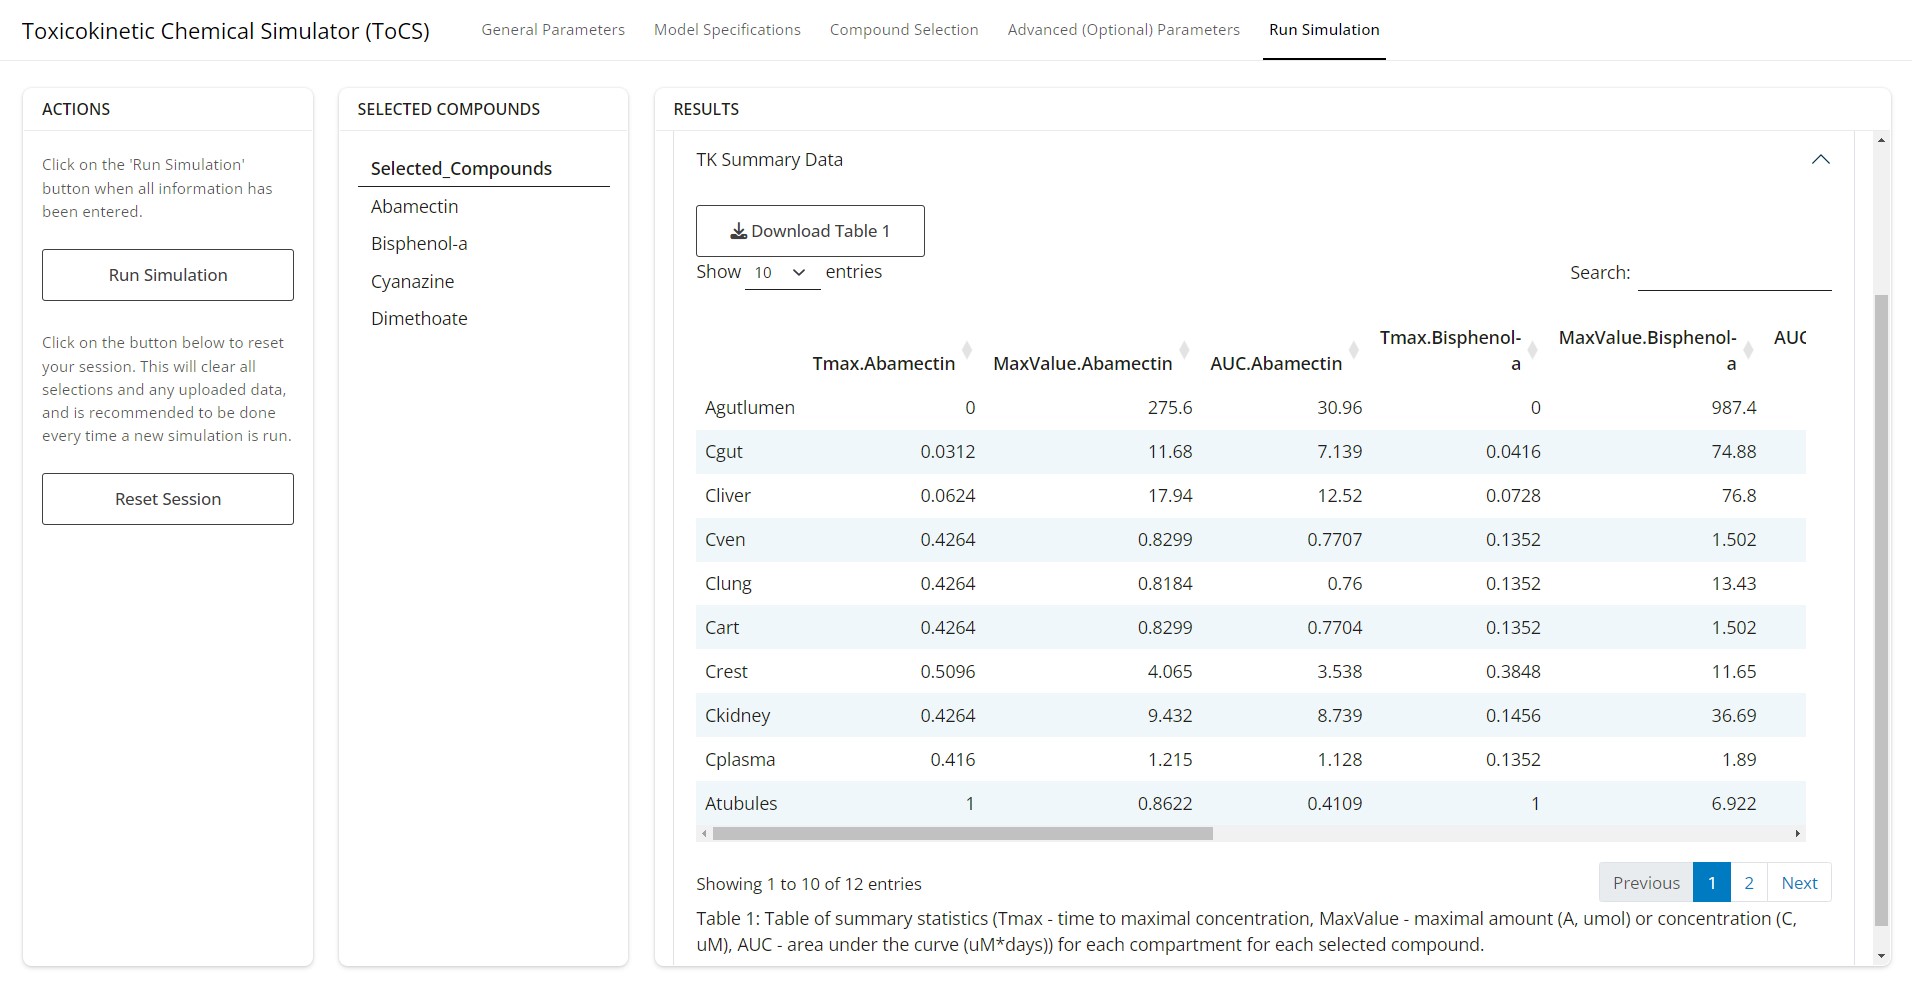 Toxicokinetic Chemical Simulator (ToCS) General Parameters Model Specifications Compound Selection Advanced (Optional) Parameters Run Simulation
ACTIONS
Click on the 'Run Simulation'
button when all information has
been entered.
Run Simulation
Click on the button below to reset
your session. This will clear all
selections and any uploaded data,
and is recommended to be done
every time a new simulation is run.
Reset Session
SELECTED COMPOUNDS
Selected_Compounds
Abamectin
Bisphenol-a
Cyanazine
Dimethoate
RESULTS
TK Summary Data
Download Table 1
Show 10 entries Search:
Tmax.Abamectin MaxValue.Abamectin AUC.Abamectin Tmax.Bisphenol-a MaxValue.Bisphenol-a AUC
Agutlumen 0 275.6 30.96 0 987.4
Cgut 0.0312 11.68 7.139 0.0416 74.88
Cliver 0.0624 17.94 12.52 0.0728 76.8
Cven 0.4264 0.8299 0.7707 0.1352 1.502
Clung 0.4264 0.8184 0.76 0.1352 13.43
Cart 0.4264 0.8299 0.7704 0.1352 1.502
Crest 0.5096 4.065 3.538 0.3848 11.65
Ckidney 0.4264 9.432 8.739 0.1456 36.69
Cplasma 0.416 1.215 1.128 0.1352 1.89
Atubules 1 0.8622 0.4109 1 6.922
Showing 1 to 10 of 12 entries Previous 1 2 Next
Table 1: Table of summary statistics (Tmax - time to maximal concentration, MaxValue - maximal amount (A, umol) or concentration (C,
uM), AUC - area under the curve (uM*days)) for each compartment for each selected compound.